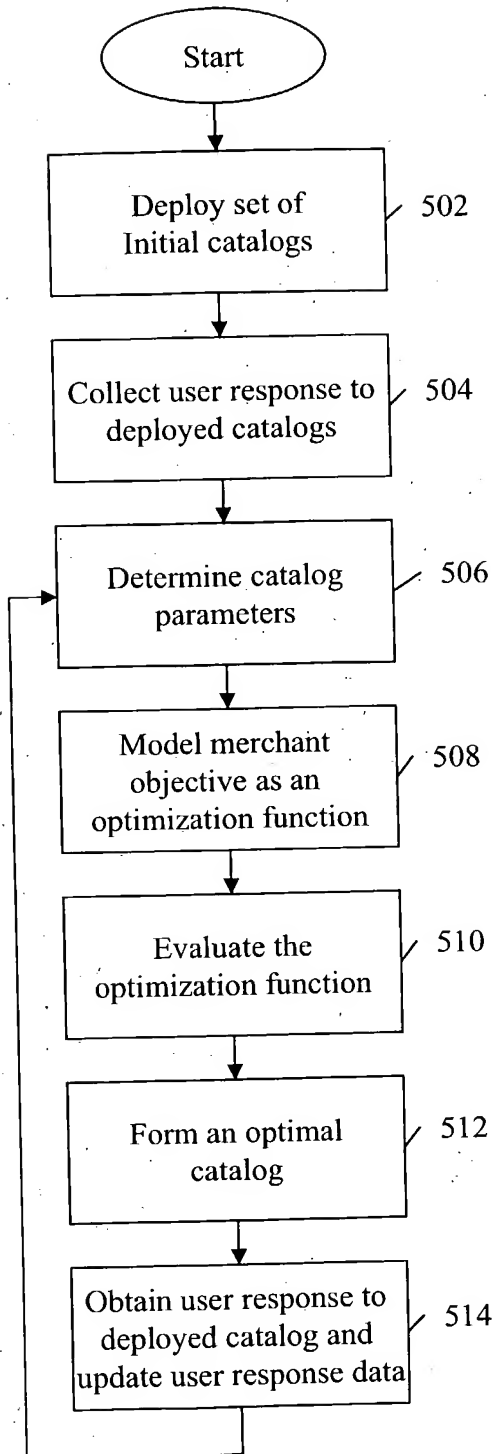 Start
Deploy set of
Initial catalogs
502
Collect user response to
deployed catalogs
504
Determine catalog
parameters
506
Model merchant
objective as an
optimization function
508
Evaluate the
optimization function
510
Form an optimal
catalog
512
Obtain user response to
deployed catalog and
update user response data
514